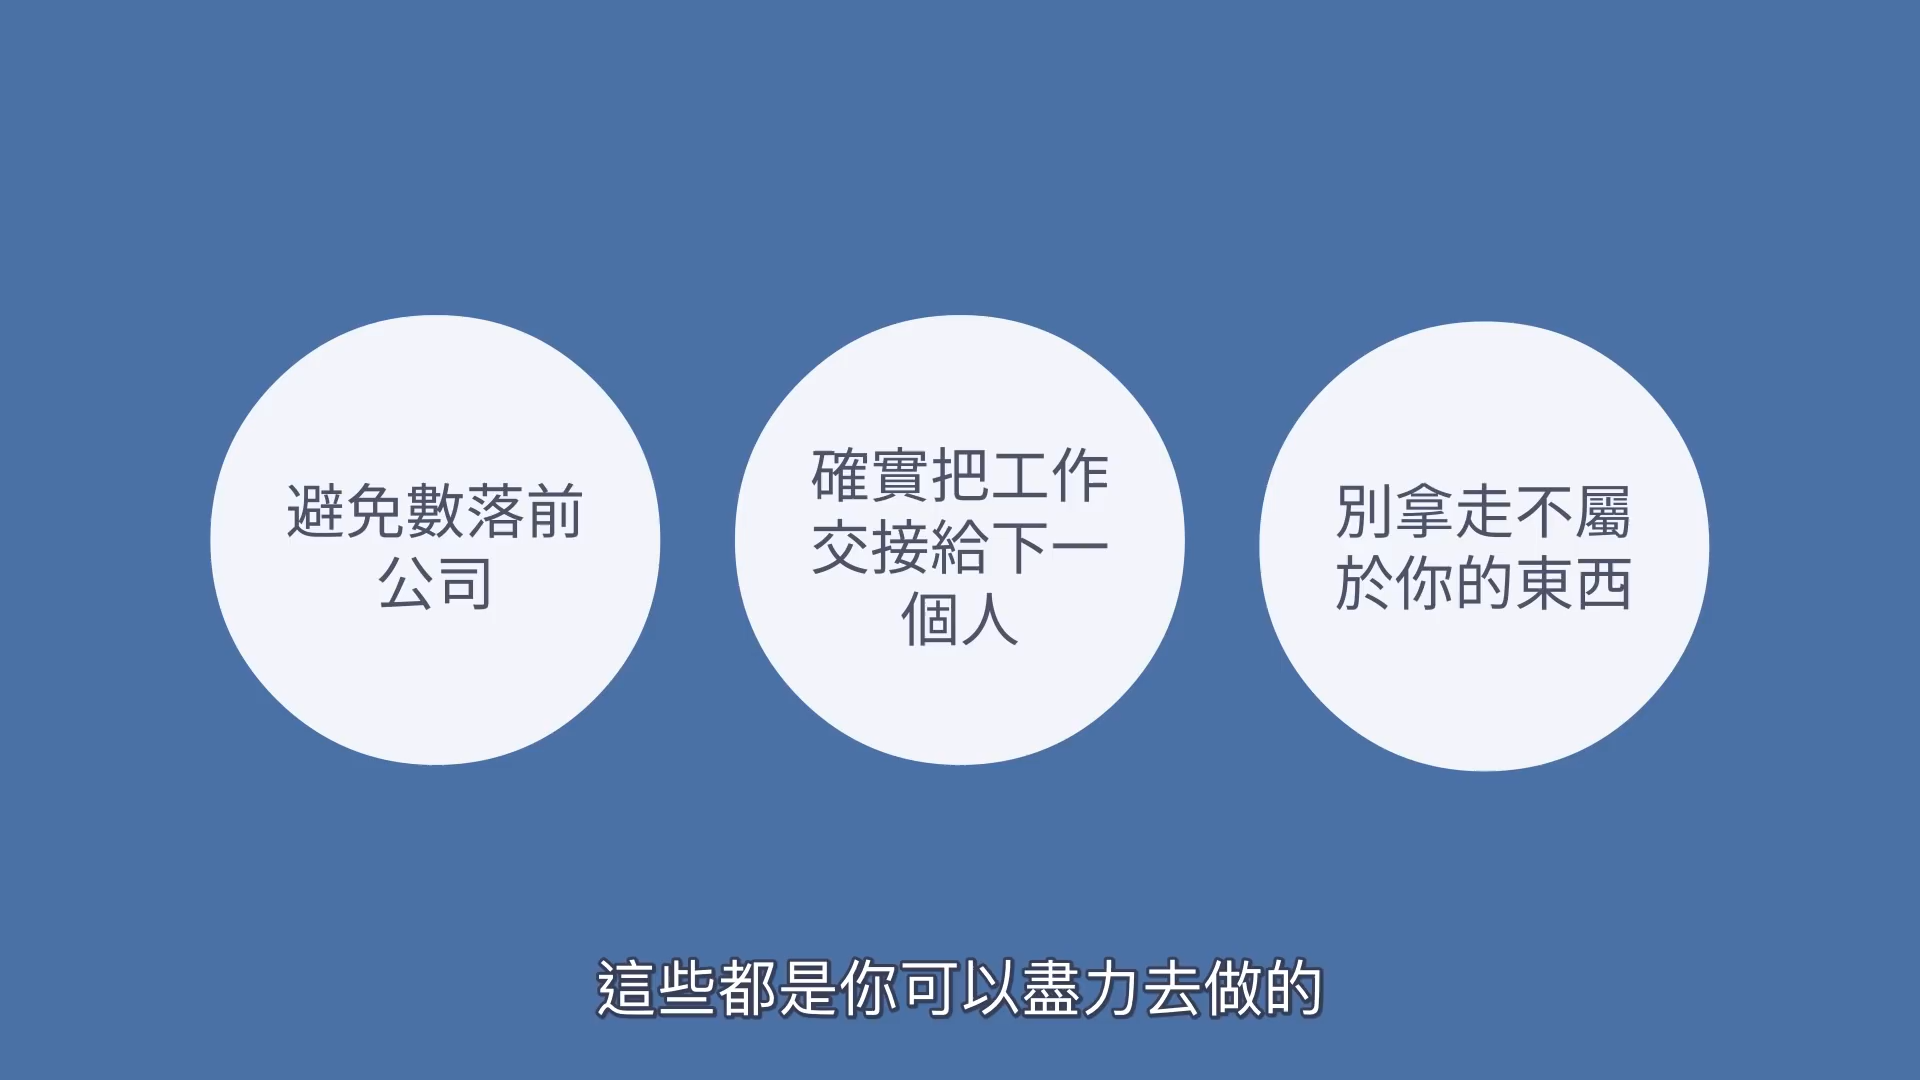 避免數落前
公司
確實把工作
交接給下一
個人
別拿走不屬
於你的東西
這些都是你可以盡力去做的